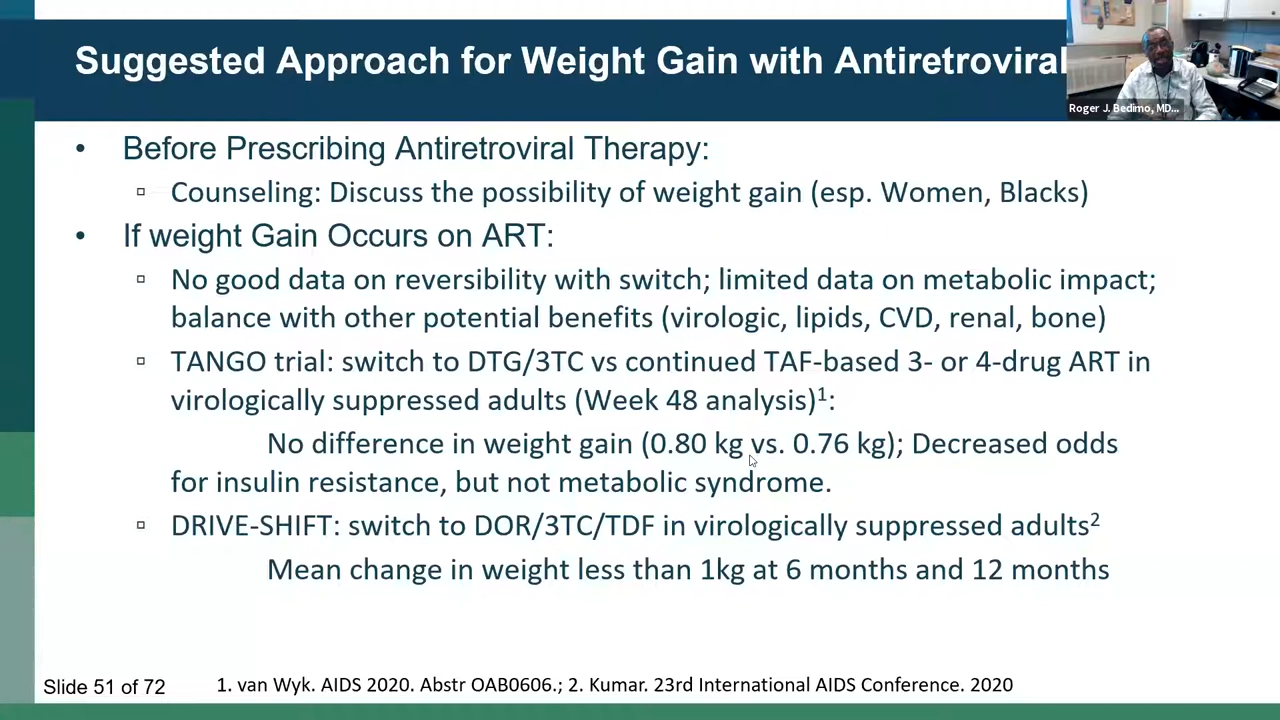 Suggested Approach for Weight Gain with Antiretroviral
Roger J. Bedimo, MD...
• Before Prescribing Antiretroviral Therapy:
▫ Counseling: Discuss the possibility of weight gain (esp. Women, Blacks)
• If weight Gain Occurs on ART:
▫ No good data on reversibility with switch; limited data on metabolic impact;
balance with other potential benefits (virologic, lipids, CVD, renal, bone)
▫ TANGO trial: switch to DTG/3TC vs continued TAF-based 3- or 4-drug ART in
virologically suppressed adults (Week 48 analysis)¹:
No difference in weight gain (0.80 kg vs. 0.76 kg); Decreased odds
for insulin resistance, but not metabolic syndrome.
▫ DRIVE-SHIFT: switch to DOR/3TC/TDF in virologically suppressed adults²
Mean change in weight less than 1kg at 6 months and 12 months
Slide 51 of 72
1. van Wyk. AIDS 2020. Abstr OAB0606.; 2. Kumar. 23rd International AIDS Conference. 2020